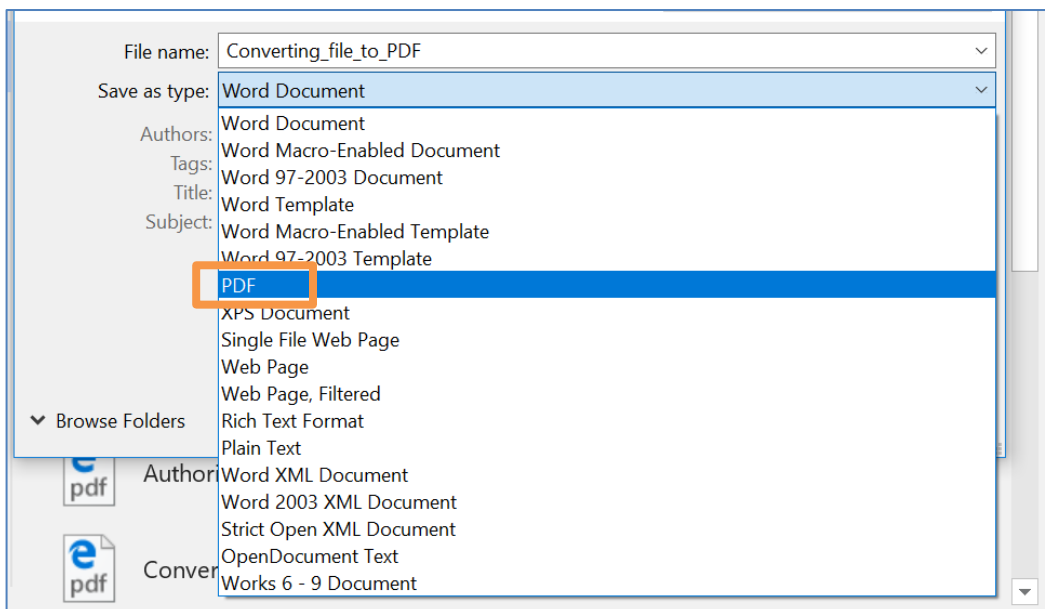 File name: Converting_file_to_PDF
Save as type: Word Document
Authors:
Tags:
Title:
Subject:
Word Document
Word Macro-Enabled Document
Word 97-2003 Document
Word Template
Word Macro-Enabled Template
Word 97-2003 Template
PDF
XPS Document
Single File Web Page
Web Page
Web Page, Filtered
Rich Text Format
Plain Text
Word XML Document
Word 2003 XML Document
Strict Open XML Document
OpenDocument Text
Works 6 - 9 Document
Browse Folders
pdf
Authori
pdf
Conver